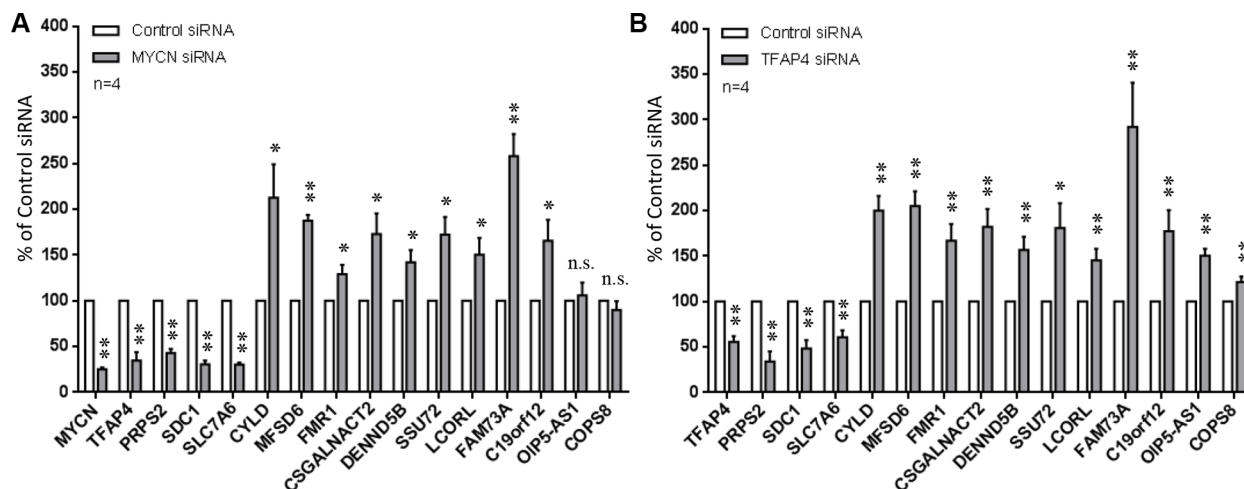 A
% of Control siRNA
400
350
300
250
200
150
100
50
0
Control siRNA
MYCN siRNA
n=4
**
**
**
**
**
*
**
*
*
*
*
*
**
*
n.s.
n.s.
MYCN
TFAP4
PRPS2
SDC1
SLC7A6
CYLD
MFSD6
FMR1
CSGALNACT2
DENND5B
SSU72
LCORL
FAM73A
C19orf12
OIP5-AS1
COPS8
B
% of Control siRNA
400
350
300
250
200
150
100
50
0
Control siRNA
TFAP4 siRNA
n=4
**
**
**
**
**
**
**
**
**
*
**
**
**
**
**
TFAP4
PRPS2
SDC1
SLC7A6
CYLD
MFSD6
FMR1
CSGALNACT2
DENND5B
SSU72
LCORL
FAM73A
C19orf12
OIP5-AS1
COPS8